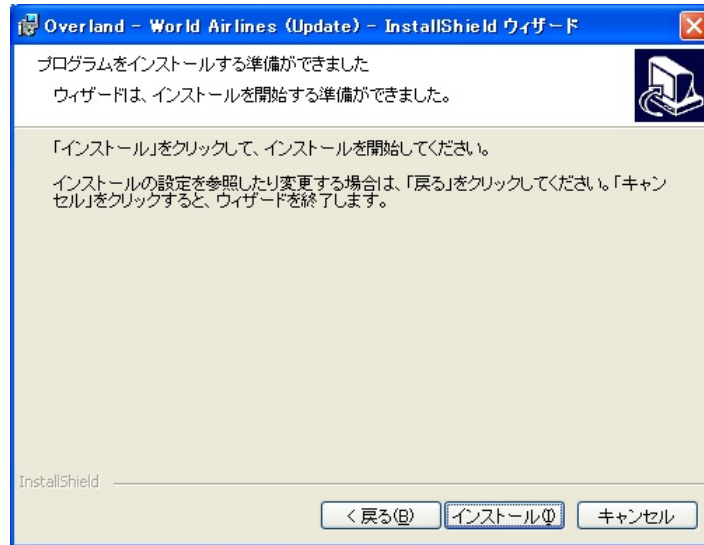 Overland - World Airlines (Update) - InstallShield ウィザード
プログラムをインストールする準備ができました
ウィザードは、インストールを開始する準備ができました。
「インストール」をクリックして、インストールを開始してください。
インストールの設定を参照したり変更する場合は、「戻る」をクリックしてください。「キャン
セル」をクリックすると、ウィザードを終了します。
InstallShield
< 戻る(B)
インストール(I)
キャンセル